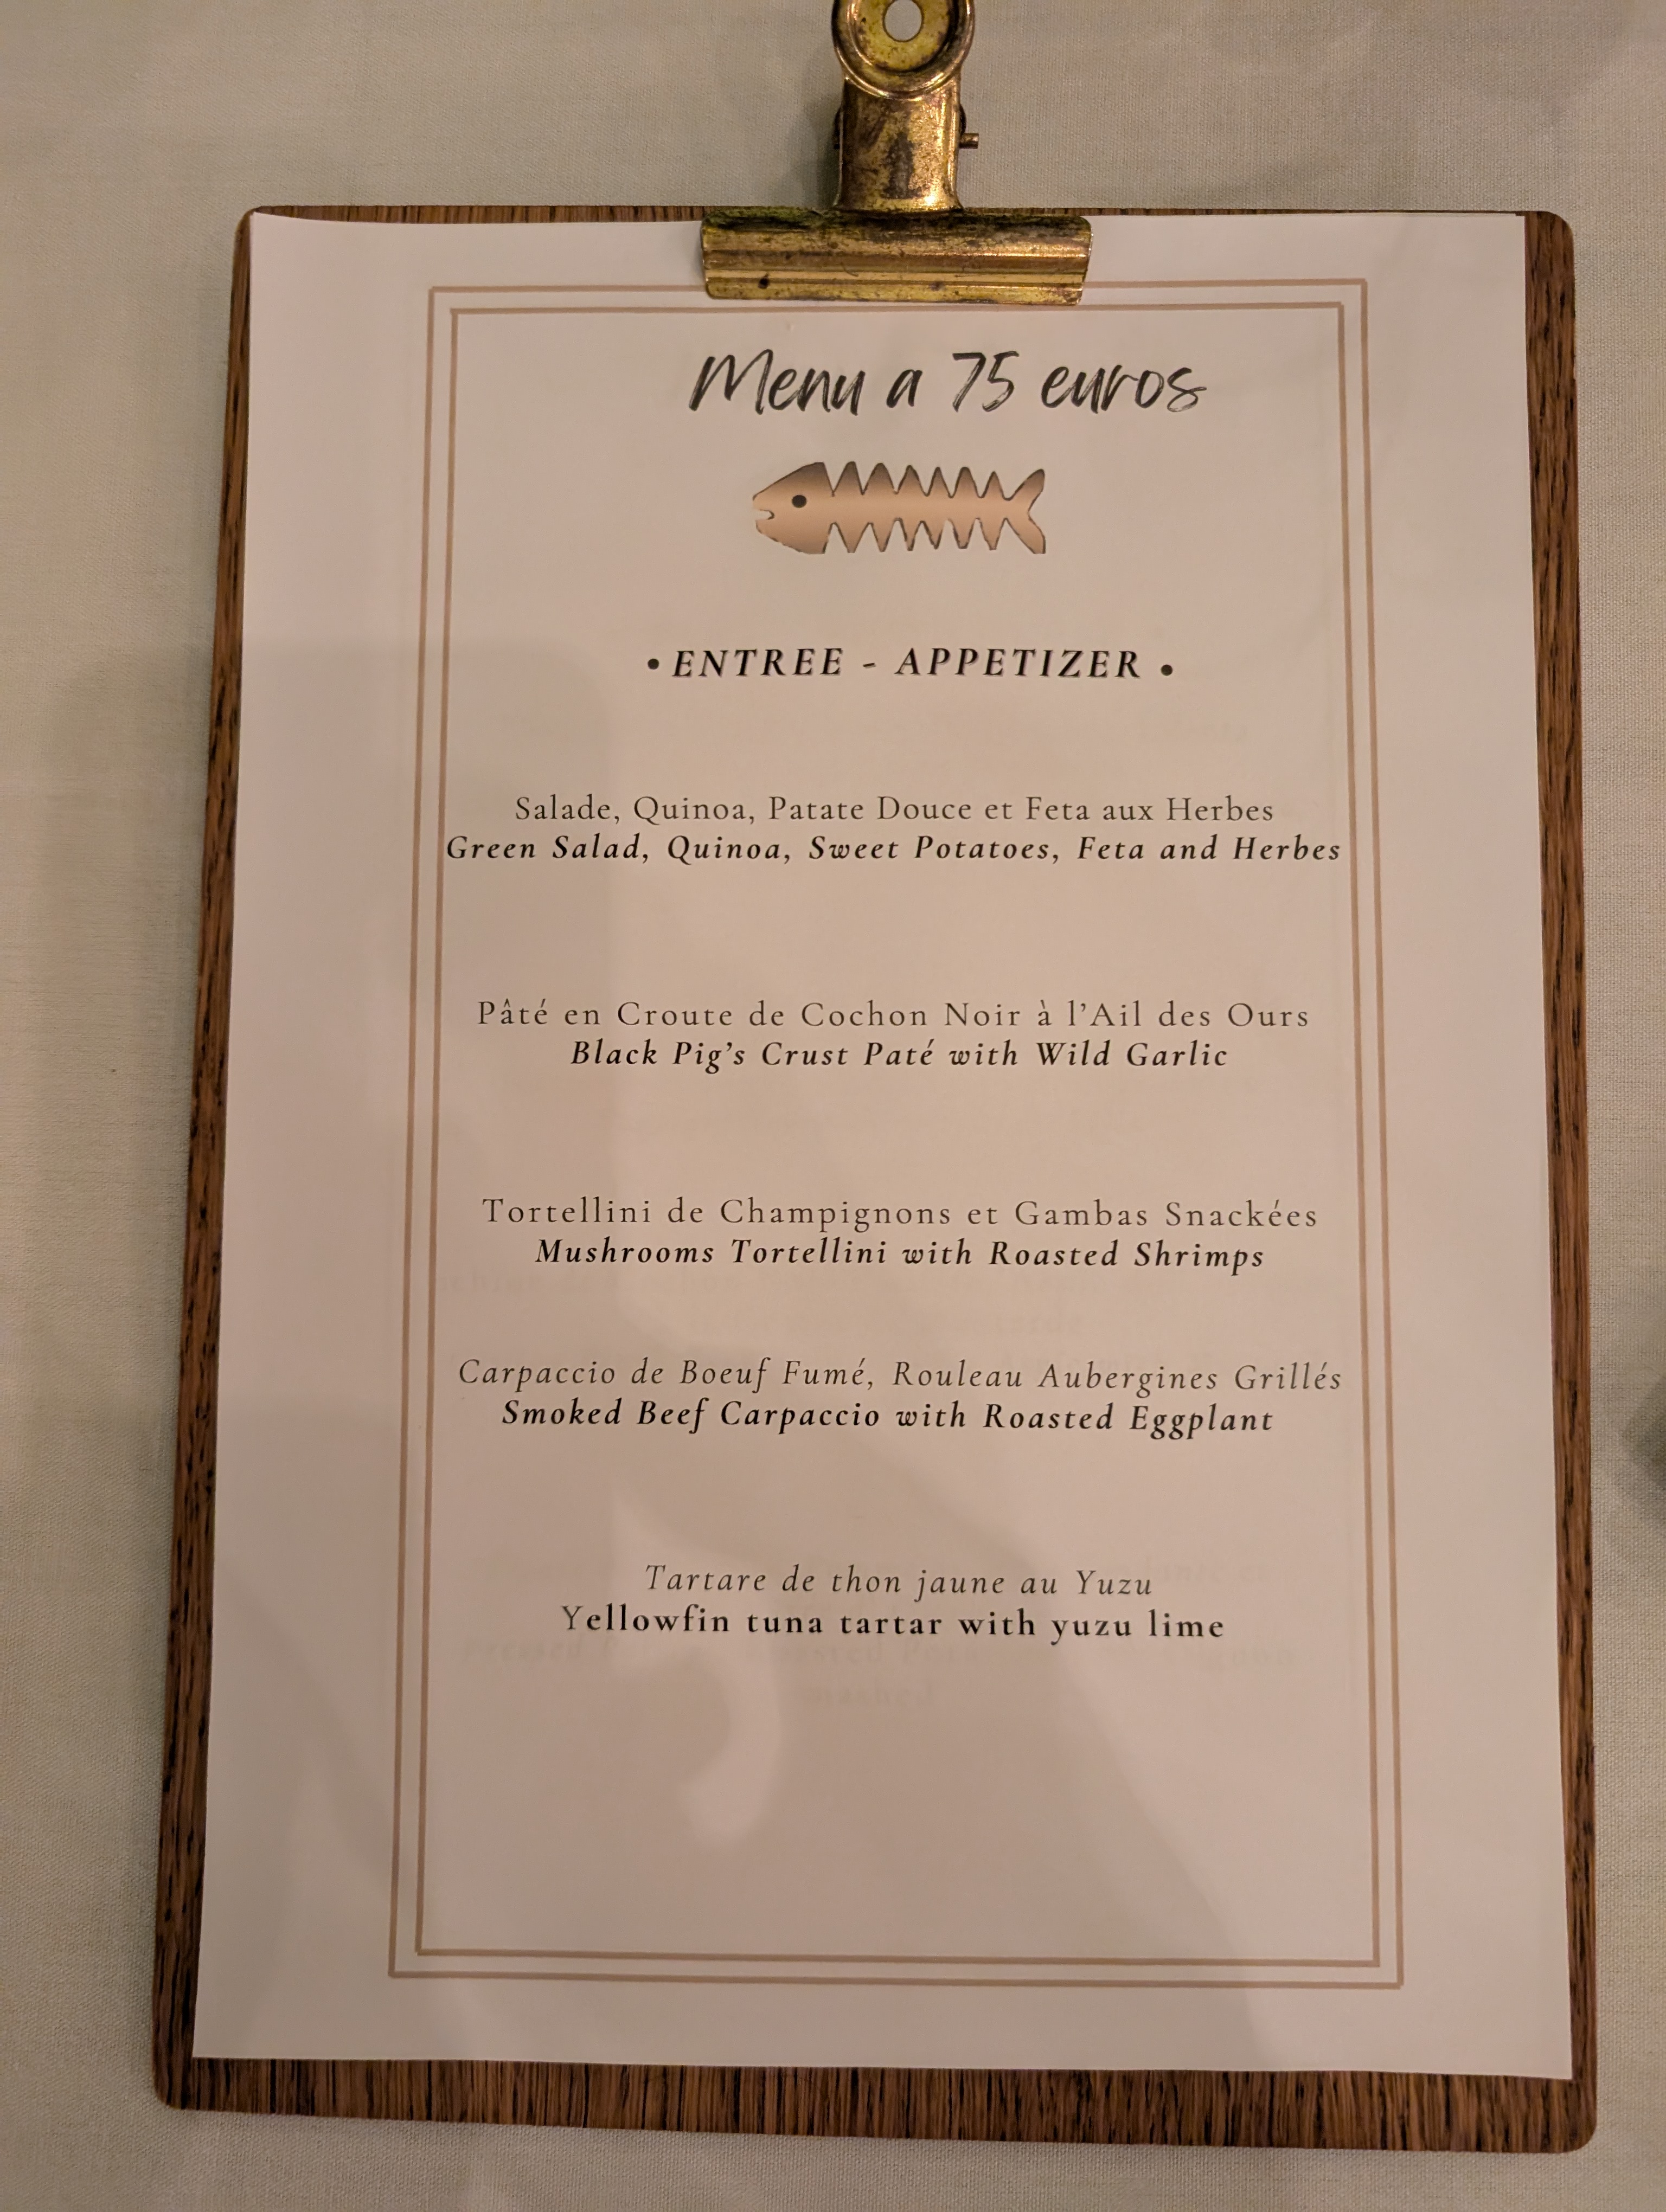 Menu a 75 euros
• ENTREE - APPETIZER •
Salade, Quinoa, Patate Douce et Feta aux Herbes
Green Salad, Quinoa, Sweet Potatoes, Feta and Herbes
Pâté en Croute de Cochon Noir à l'Ail des Ours
Black Pig's Crust Paté with Wild Garlic
Tortellini de Champignons et Gambas Snackées
Mushrooms Tortellini with Roasted Shrimps
Carpaccio de Boeuf Fumé, Rouleau Aubergines Grillés
Smoked Beef Carpaccio with Roasted Eggplant
Tartare de thon jaune au Yuzu
Yellowfin tuna tartar with yuzu lime